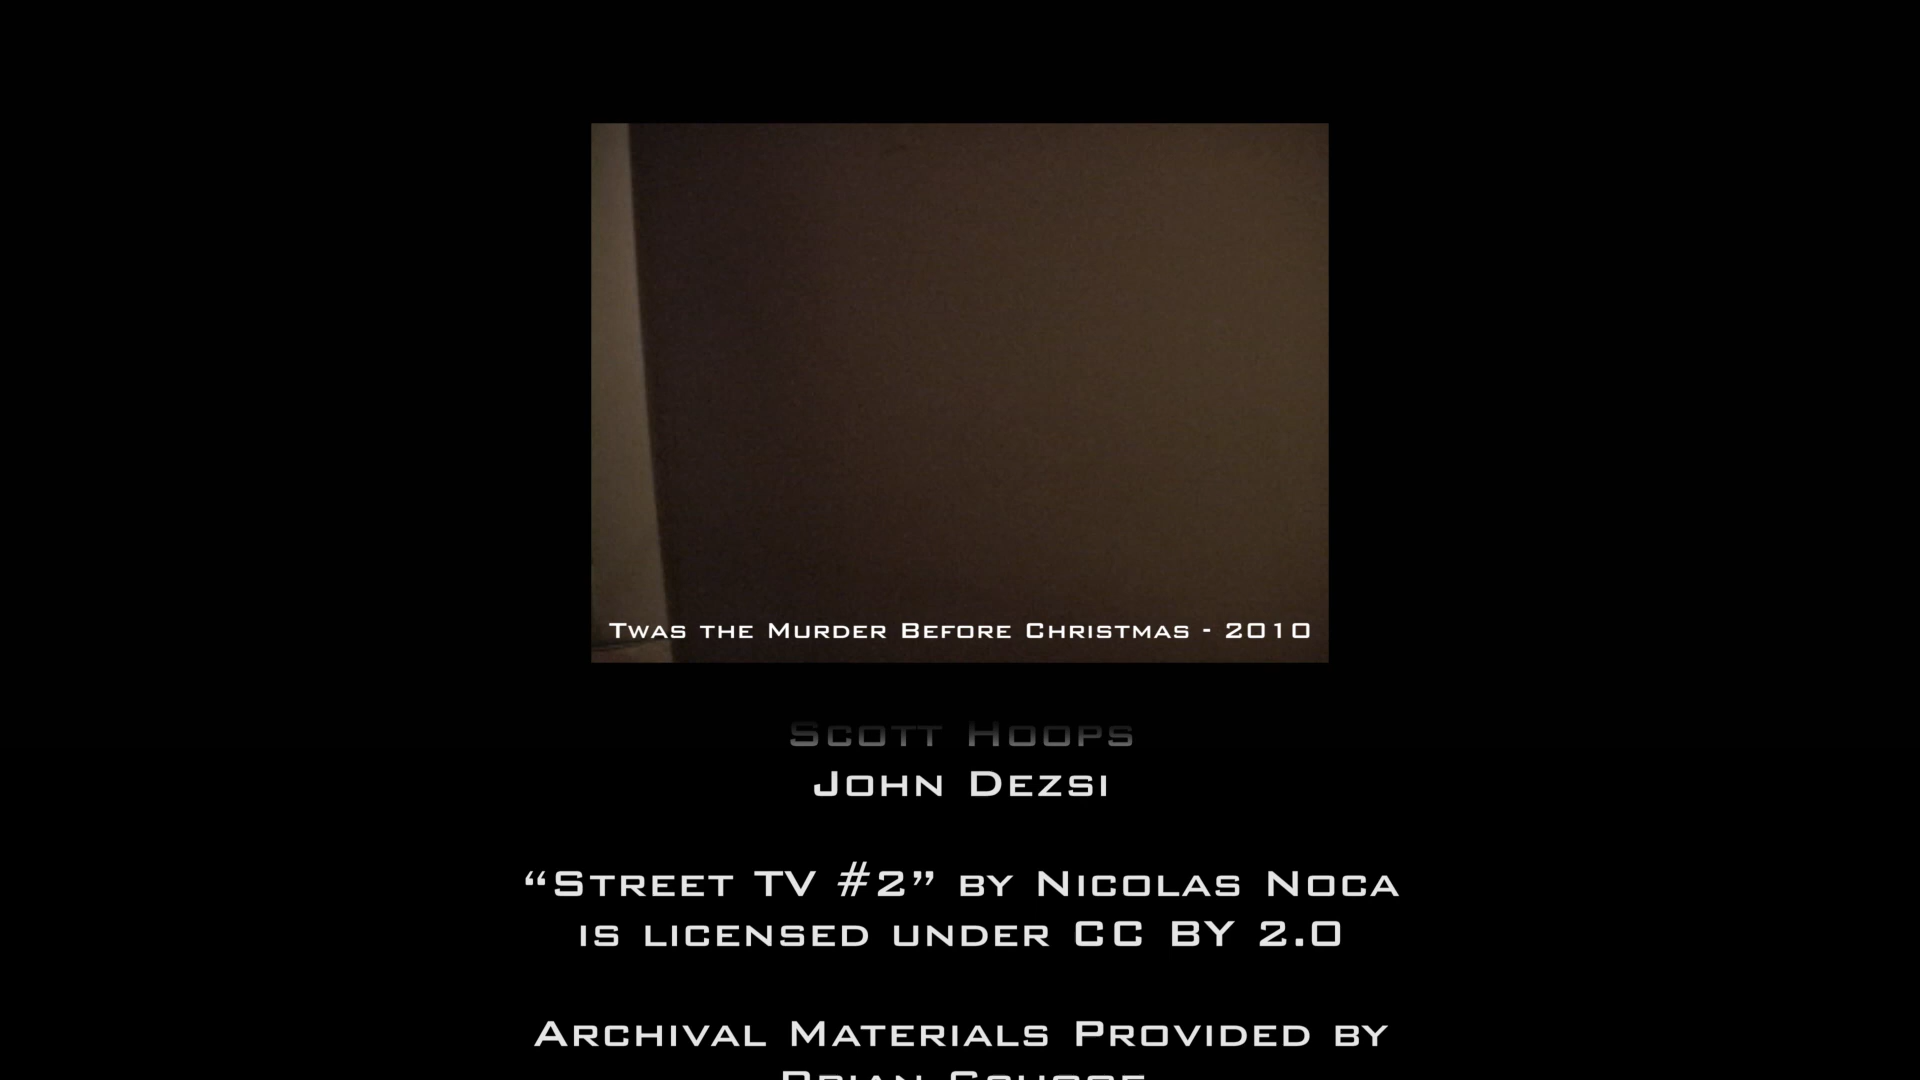 Twas the Murder Before Christmas - 2010
Scott Hoops
John Dezsi
“Street TV #2” by Nicolas Noca
is licensed under CC BY 2.0
Archival Materials Provided by
Brian